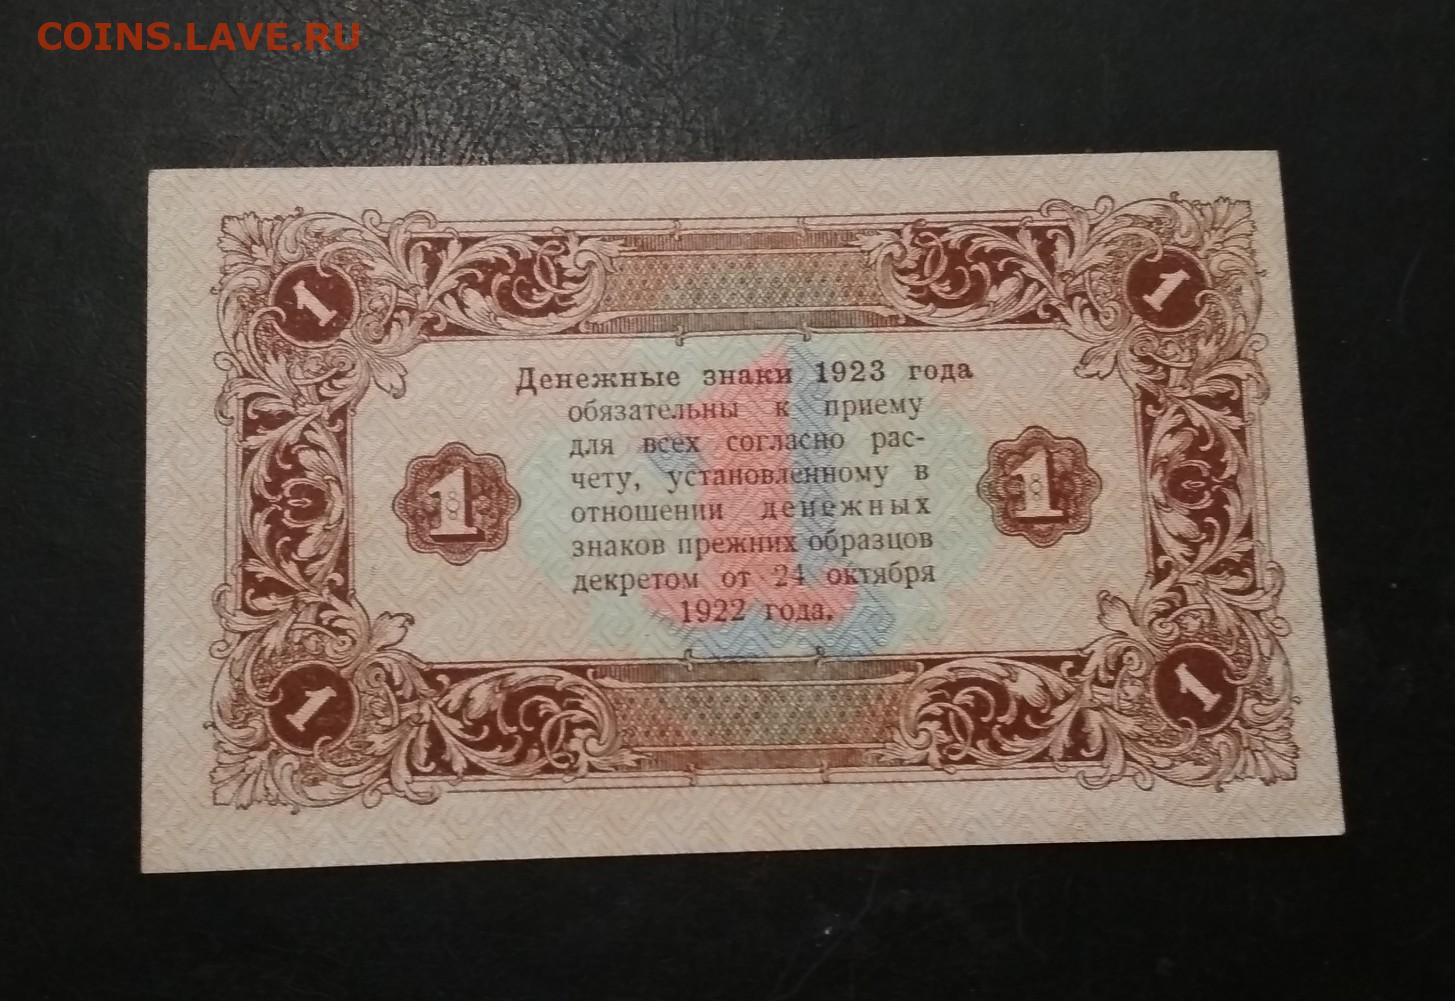 COINS.LAVE.RU
1 1
Денежные знаки 1923 года
обязательны к приему
для всех согласно рас-
чету, установленному в
отношении денежных
знаков прежних образцов
декретом от 24 октября
1922 года.
1 1
1 1